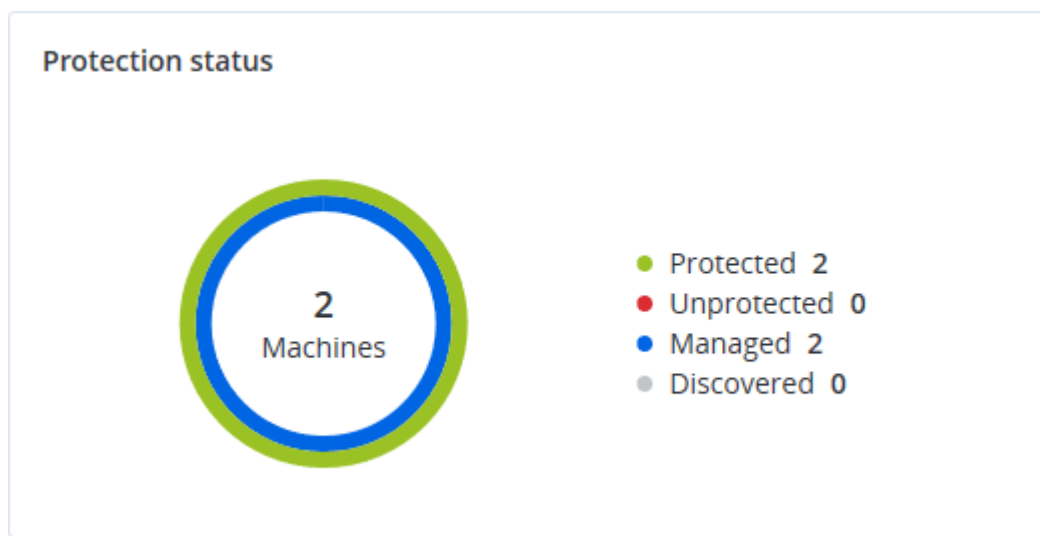 Protection status
2
Machines
Protected 2
Unprotected 0
Managed 2
Discovered 0